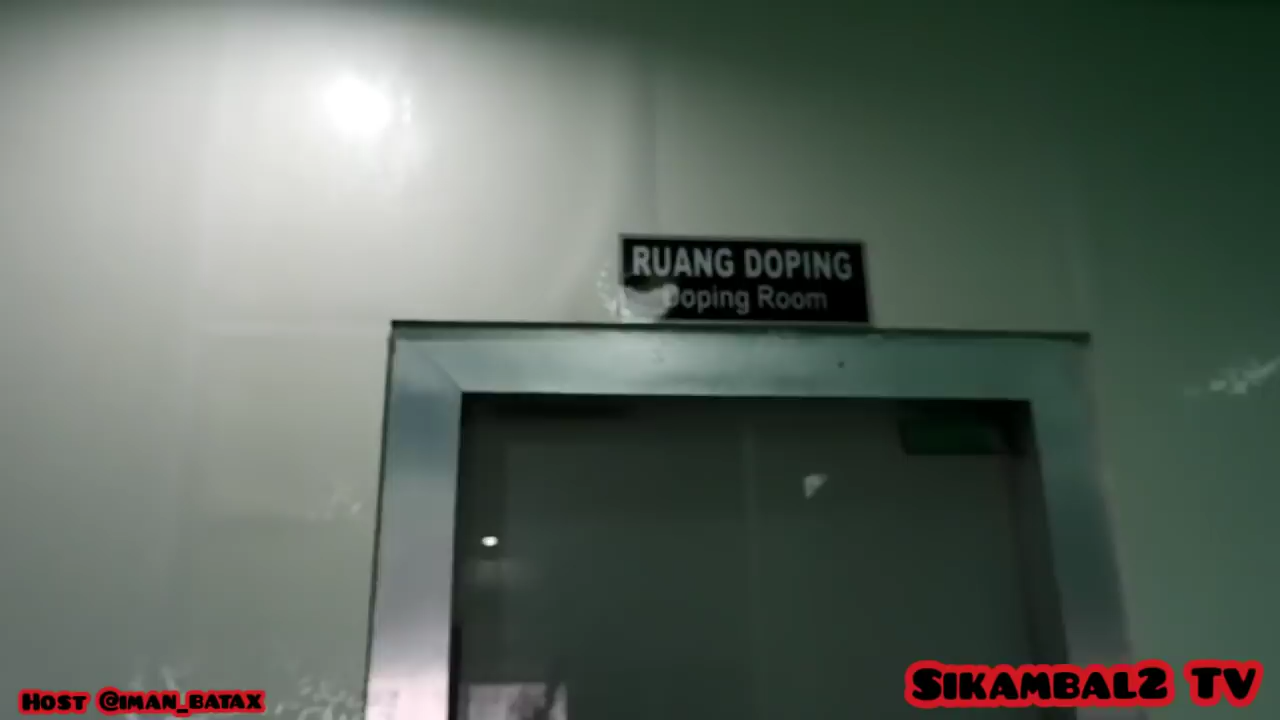 RUANG DOPING
Doping Room
Host @iman_batax
Sikambal2 TV